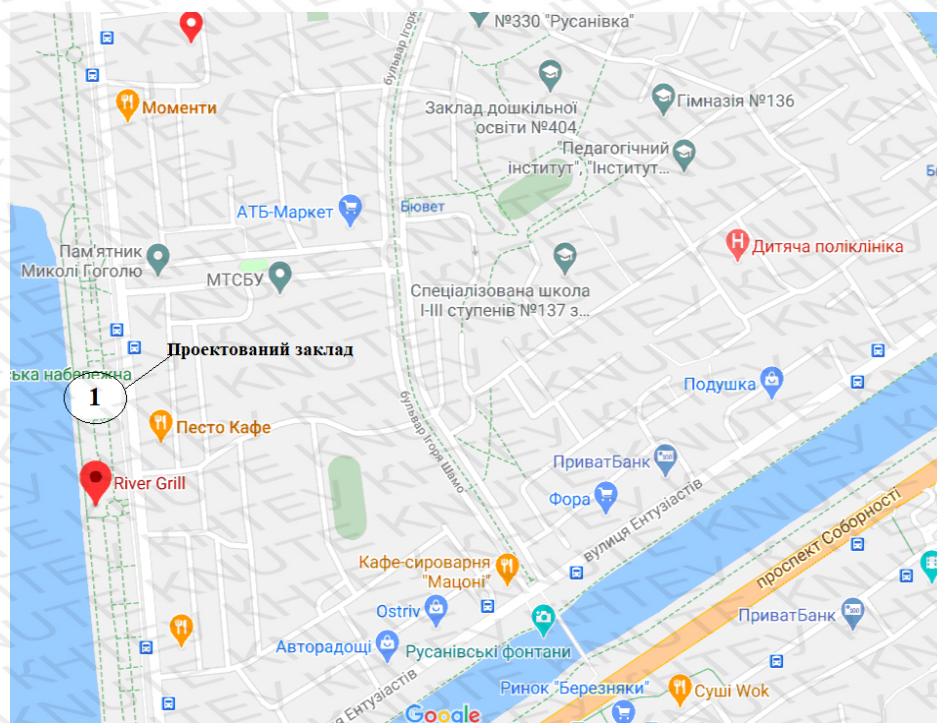 №330 "Русанівка"
бульвар Ігоря
Моменти
Заклад дошкільної
освіти №404,
"Педагогічний
інститут", "Інститут...
Гімназія №136
АТБ-Маркет
Бювет
Пам'ятник
Миколі Гоголю
МТСБУ
Дитяча поліклініка
Спеціалізована школа
І-ІІІ ступенів №137 з...
Проектований заклад
ська набережна
1
Подушка
Песто Кафе
бульвар Ігоря Шамо
ПриватБанк
River Grill
Фора
вулиця Ентузіастів
проспект Соборності
Кафе-сироварня
"Мацоні"
Ostriv
ПриватБанк
Авторадощі
Русанівські фонтани
Ентузіастів
Ринок "Березняки"
Суші Wok
Google
KNUTE KNUTEY